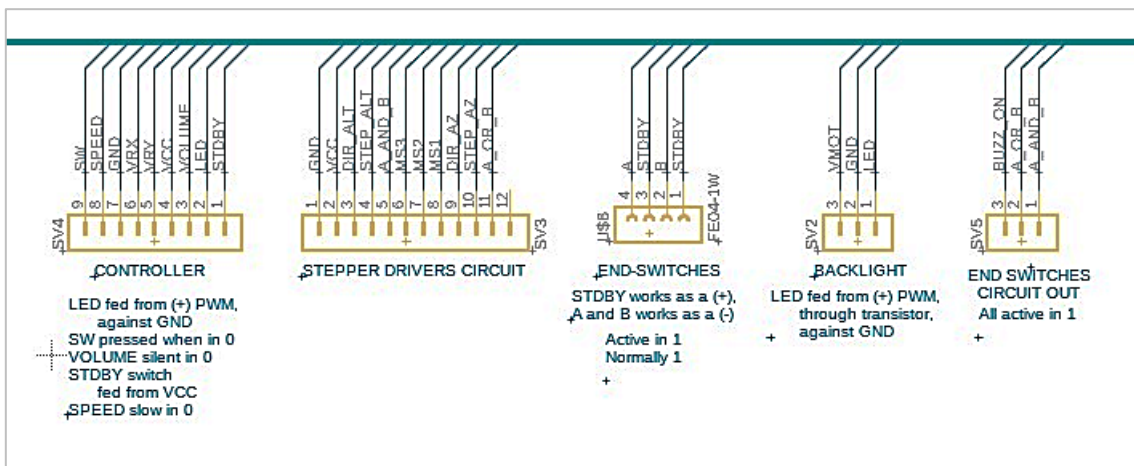 SW
SPEED
GND
VRX
VRY
VCC
VOLUME
LED
STDBY
9 8 7 6 5 4 3 2 1
SV4
CONTROLLER
LED fed from (+) PWM,
against GND
SW pressed when in 0
VOLUME silent in 0
STDBY switch
fed from VCC
SPEED slow in 0
GND
VCC
DIR_ALT
STEP_ALT
A_AND_B
MS3
MS2
MS1
DIR_AZ
STEP_AZ
A_OR_B
1 2 3 4 5 6 7 8 9 10 11 12
SV3
STEPPER DRIVERS CIRCUIT
A
STDBY
B
STDBY
4 3 2 1
FE04-1W
END-SWITCHES
STDBY works as a (+),
A and B works as a (-)
Active in 1
Normally 1
VMOT
GND
LED
3 2 1
SV2
BACKLIGHT
LED fed from (+) PWM,
through transistor,
against GND
BUZZ_ON
A_OR_B
A_AND_B
3 2 1
SV5
END SWITCHES
CIRCUIT OUT
All active in 1